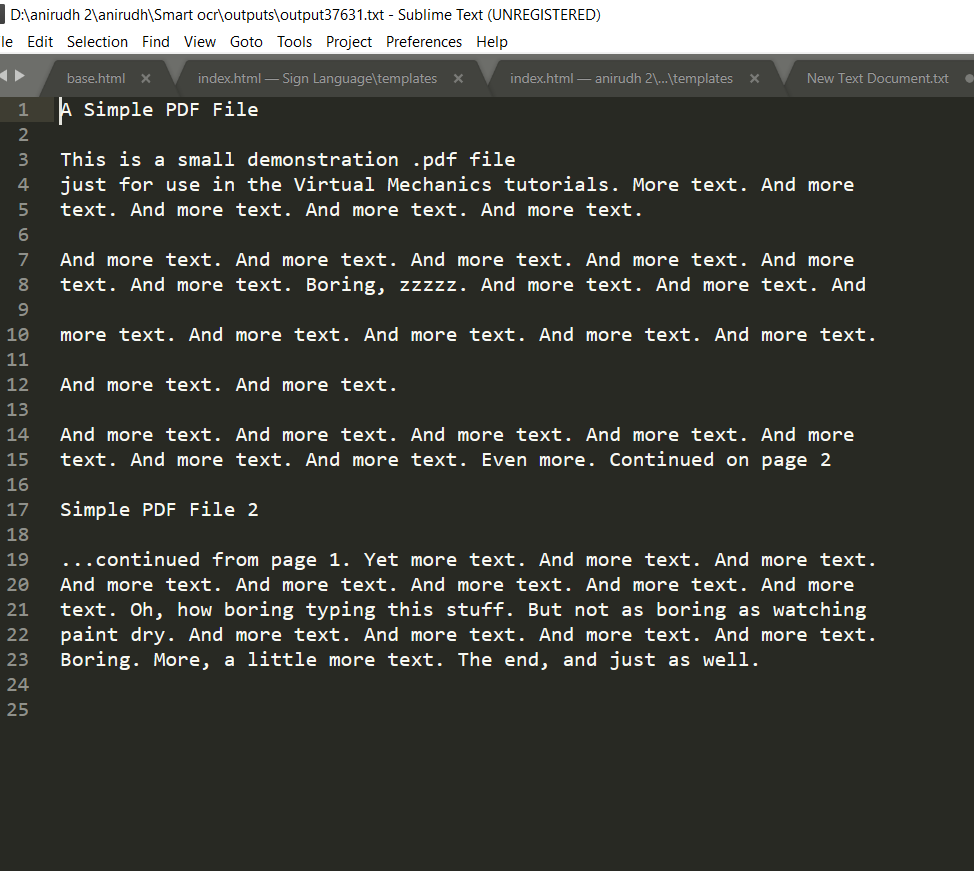 D:\anirudh 2\anirudh\Smart ocr\outputs\output37631.txt - Sublime Text (UNREGISTERED)
le Edit Selection Find View Goto Tools Project Preferences Help
base.html × index.html — Sign Language\templates × index.html — anirudh 2\...\templates × New Text Document.txt
1 A Simple PDF File
2
3 This is a small demonstration .pdf file
4 just for use in the Virtual Mechanics tutorials. More text. And more
5 text. And more text. And more text. And more text.
6
7 And more text. And more text. And more text. And more text. And more
8 text. And more text. Boring, zzzzz. And more text. And more text. And
9
10 more text. And more text. And more text. And more text. And more text.
11
12 And more text. And more text.
13
14 And more text. And more text. And more text. And more text. And more
15 text. And more text. And more text. Even more. Continued on page 2
16
17 Simple PDF File 2
18
19 ...continued from page 1. Yet more text. And more text. And more text.
20 And more text. And more text. And more text. And more text. And more
21 text. Oh, how boring typing this stuff. But not as boring as watching
22 paint dry. And more text. And more text. And more text. And more text.
23 Boring. More, a little more text. The end, and just as well.
24
25